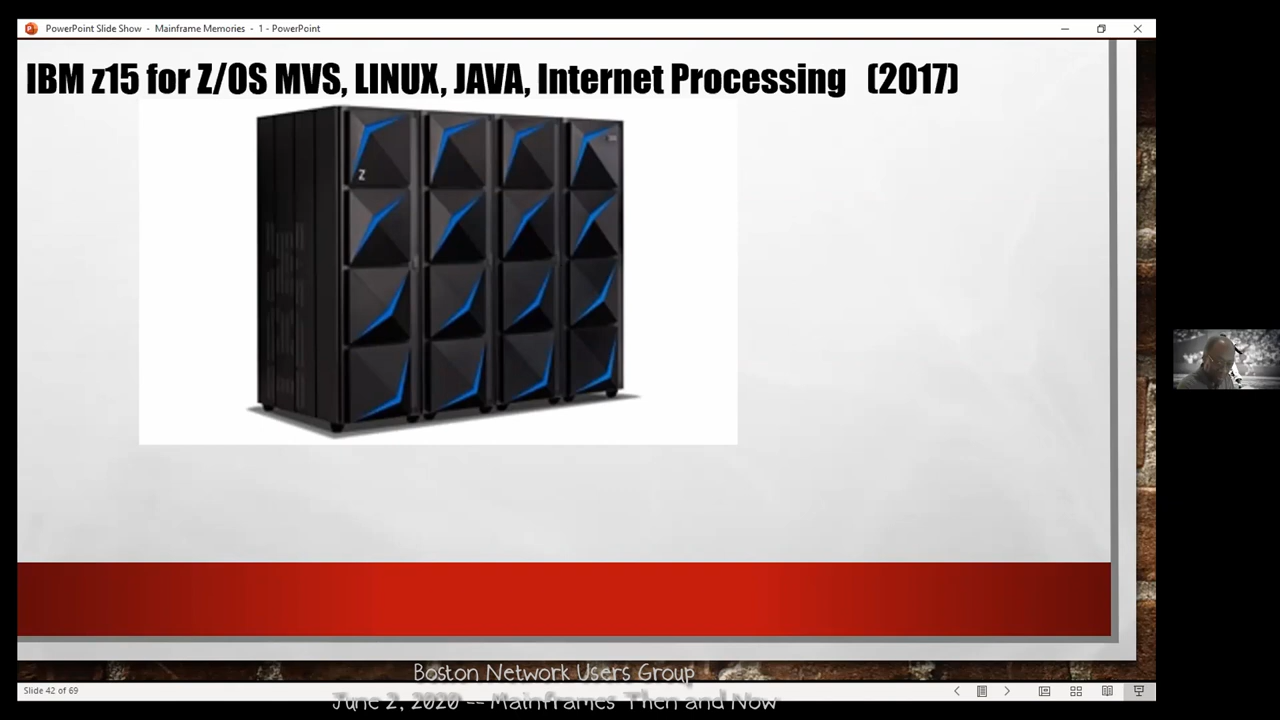 PowerPoint Slide Show - Mainframe Memories - 1 - PowerPoint
IBM z15 for Z/OS MVS, LINUX, JAVA, Internet Processing (2017)
Z
Boston Network Users Group
Slide 42 of 69
June 2, 2020 -- Mainframes Then and Now